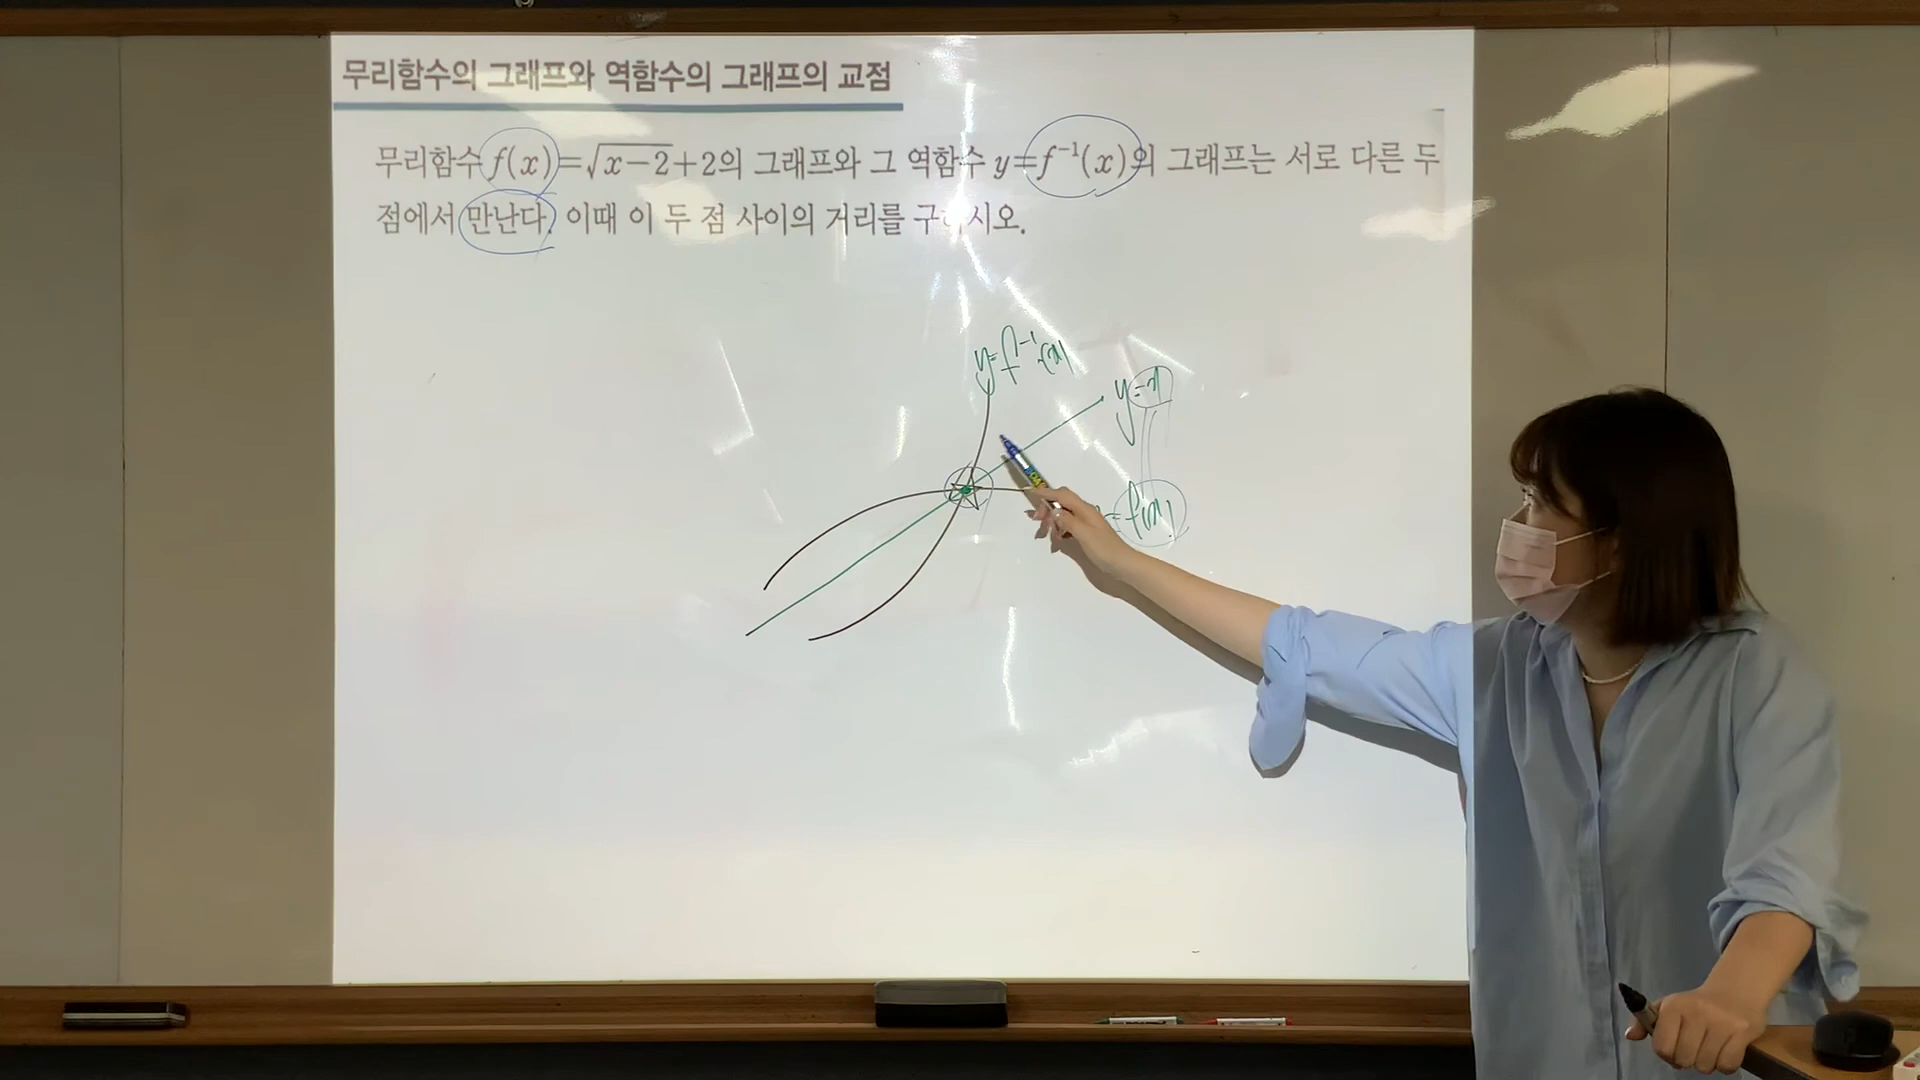 무리함수의 그래프와 역함수의 그래프의 교점
무리함수 f(x)=√x−2+2의 그래프와 그 역함수 y=f⁻¹(x)의 그래프는 서로 다른 두
점에서 만난다. 이때 이 두 점 사이의 거리를 구하시오.
y=f⁻¹(x)
y=x
=f(x)